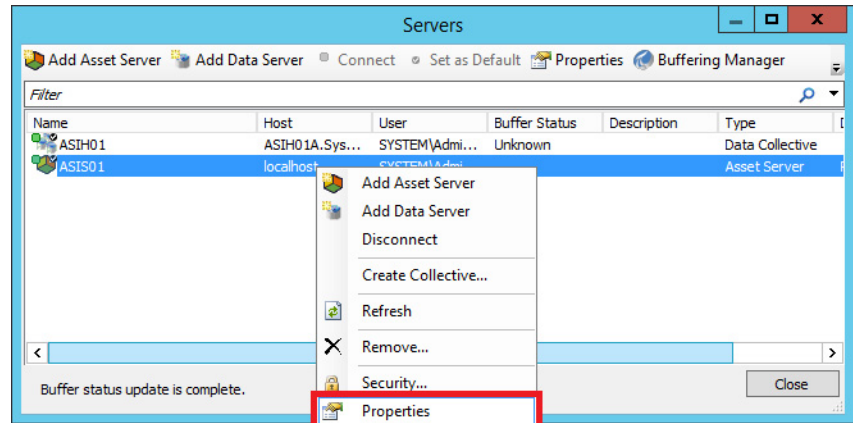 Servers
Add Asset Server Add Data Server Connect Set as Default Properties Buffering Manager
Filter
Name Host User Buffer Status Description Type
ASIH01 ASIH01A.Sys... SYSTEM\Admi... Unknown Data Collective
ASIS01 localhost SYSTEM\Admi... Asset Server
Add Asset Server
Add Data Server
Disconnect
Create Collective...
Refresh
Remove...
Security...
Properties
Buffer status update is complete.
Close